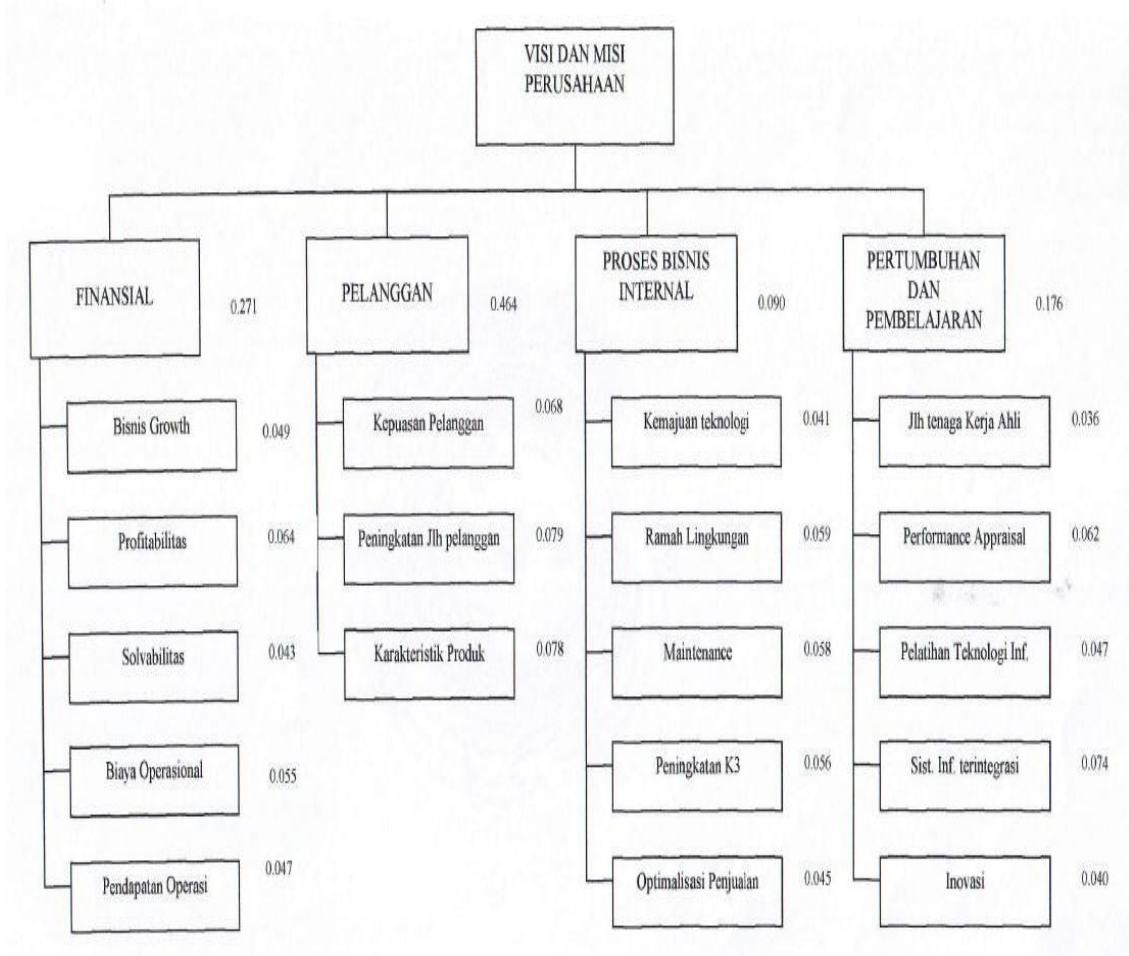 VISI DAN MISI
PERUSAHAAN
FINANSIAL
0.271
PELANGGAN
0.464
PROSES BISNIS
INTERNAL
0.090
PERTUMBUHAN
DAN
PEMBELAJARAN
0.176
Bisnis Growth
0.049
Profitabilitas
0.064
Solvabilitas
0.043
Biaya Operasional
0.055
Pendapatan Operasi
0.047
Kepuasan Pelanggan
0.068
Peningkatan Jlh pelanggan
0.079
Karakteristik Produk
0.078
Kemajuan teknologi
0.041
Ramah Lingkungan
0.059
Maintenance
0.058
Peningkatan K3
0.056
Optimalisasi Penjualan
0.045
Jlh tenaga Kerja Ahli
0.036
Performance Appraisal
0.062
Pelatihan Teknologi Inf.
0.047
Sist. Inf. terintegrasi
0.074
Inovasi
0.040